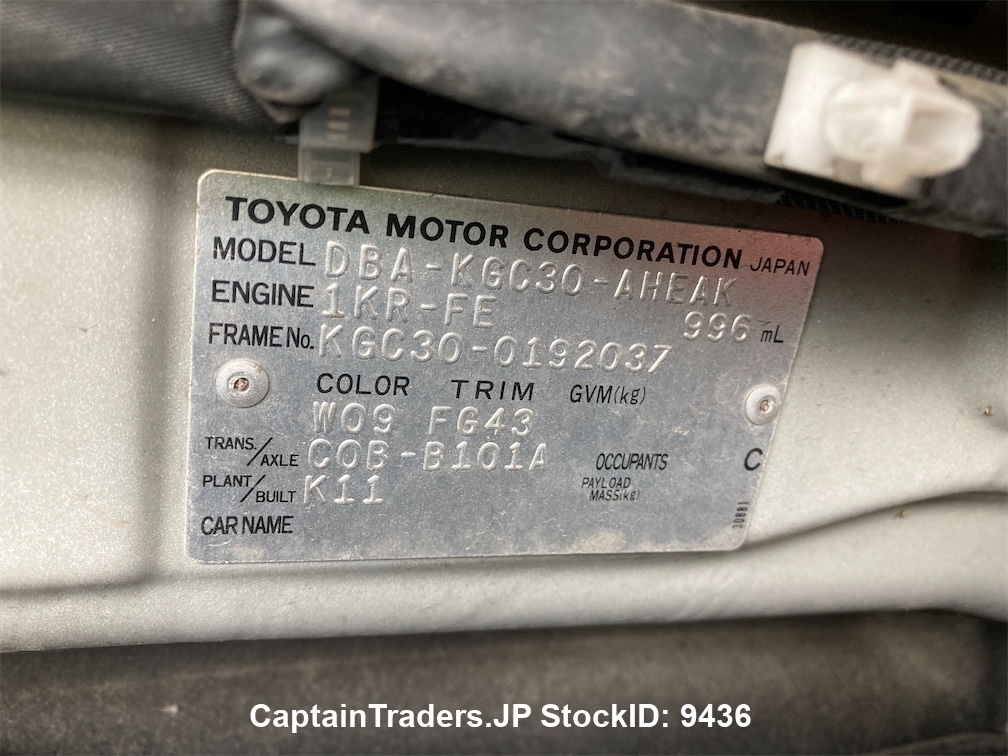 TOYOTA MOTOR CORPORATION JAPAN
MODEL DBA-KGC30-AHEAK
ENGINE 1KR-FE 996 mL
FRAME No. KGC30-0192037
COLOR TRIM GVM(kg)
W09 FG43
TRANS./AXLE C0B-B101A OCCUPANTS C
PLANT/BUILT K11 PAYLOAD MASS(kg)
CAR NAME
30881
CaptainTraders.JP StockID: 9436